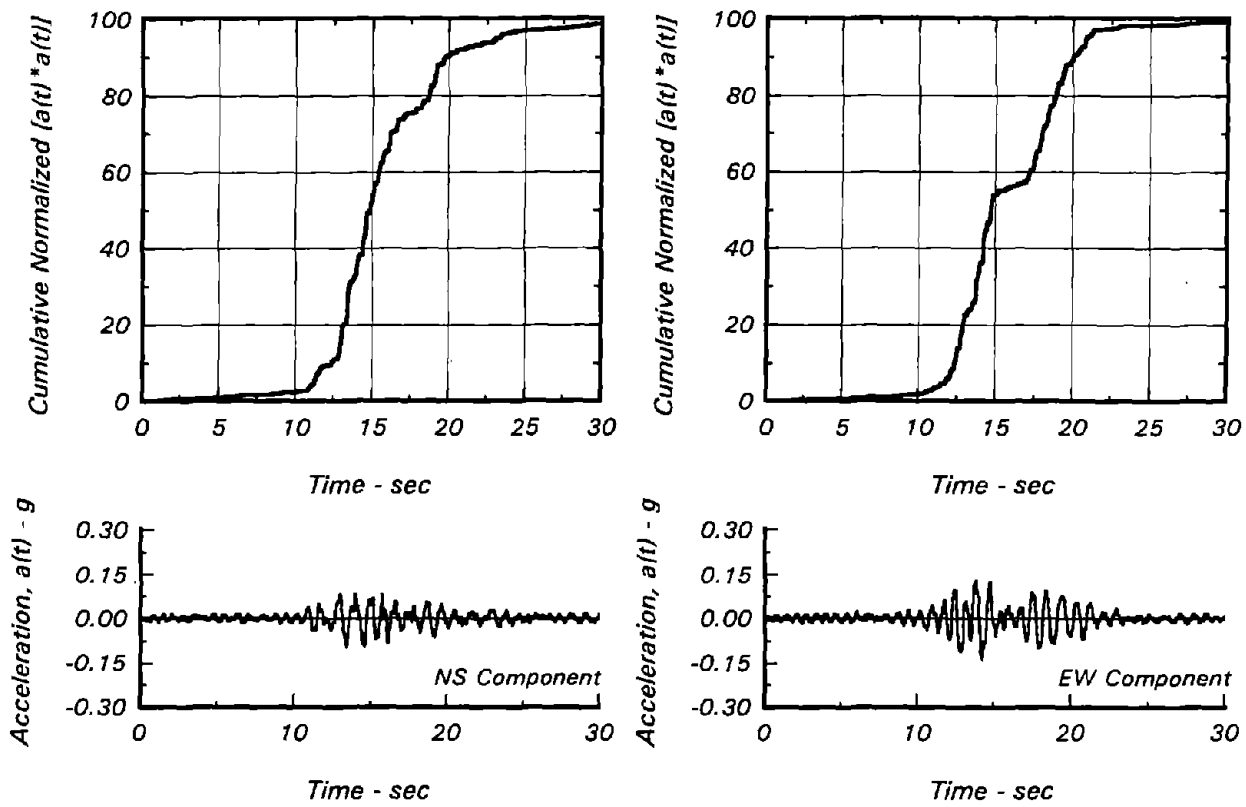 Cumulative Normalized [a(t)*a(t)]
100
80
60
40
20
0
0 5 10 15 20 25 30
Time - sec
Cumulative Normalized [a(t)*a(t)]
100
80
60
40
20
0
0 5 10 15 20 25 30
Time - sec
Acceleration, a(t) - g
0.30
0.15
0.00
-0.15
-0.30
NS Component
0 10 20 30
Time - sec
Acceleration, a(t) - g
0.30
0.15
0.00
-0.15
-0.30
EW Component
0 10 20 30
Time - sec